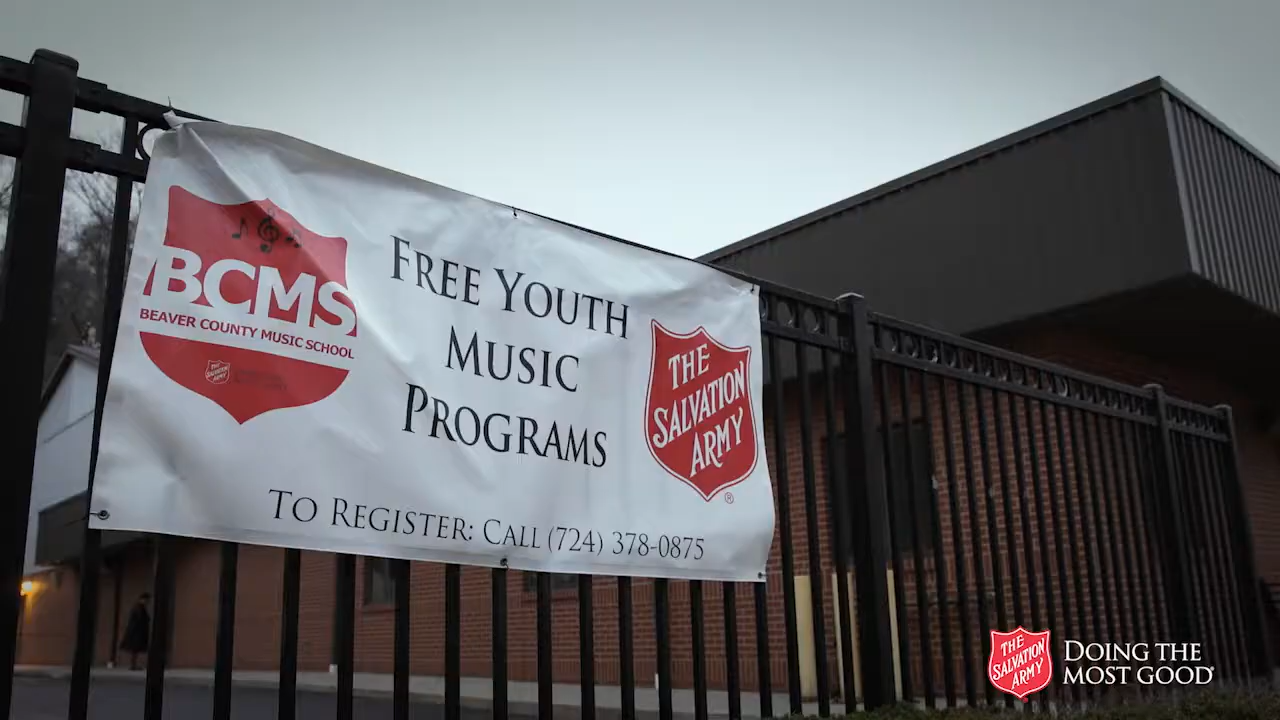 BCMS
BEAVER COUNTY MUSIC SCHOOL
FREE YOUTH
MUSIC
PROGRAMS
THE
SALVATION
ARMY
®
TO REGISTER: CALL (724) 378-0875
THE
SALVATION
ARMY
DOING THE
MOST GOOD®